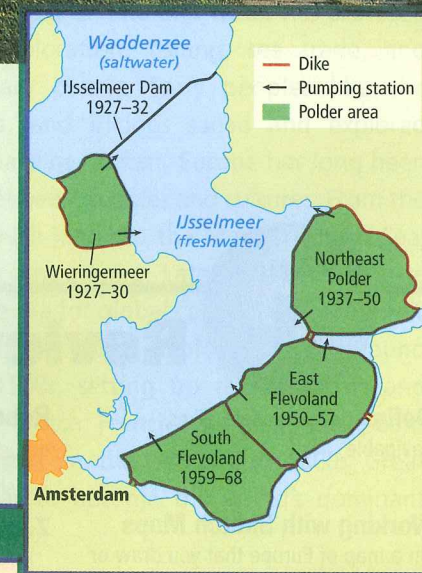 Waddenzee
(saltwater)
IJsselmeer Dam
1927–32
Dike
Pumping station
Polder area
IJsselmeer
(freshwater)
Wieringermeer
1927–30
Northeast
Polder
1937–50
East
Flevoland
1950–57
South
Flevoland
1959–68
Amsterdam